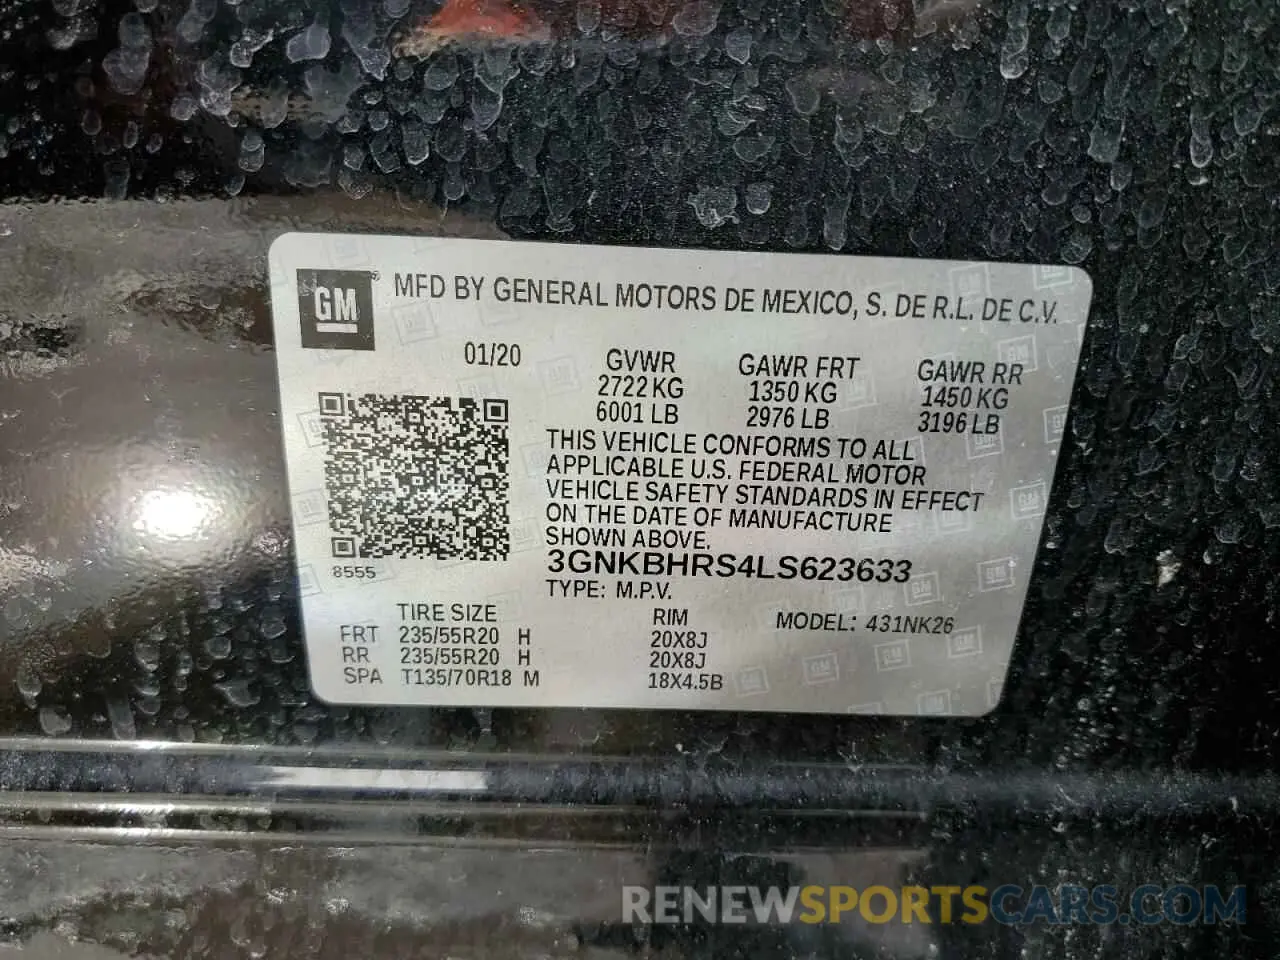 GM ® MFD BY GENERAL MOTORS DE MEXICO, S. DE R.L. DE C.V.
01/20 GVWR GAWR FRT GAWR RR
2722 KG 1350 KG 1450 KG
6001 LB 2976 LB 3196 LB
THIS VEHICLE CONFORMS TO ALL
APPLICABLE U.S. FEDERAL MOTOR
VEHICLE SAFETY STANDARDS IN EFFECT
ON THE DATE OF MANUFACTURE
SHOWN ABOVE.
8555 3GNKBHRS4LS623633
TYPE: M.P.V.
TIRE SIZE RIM MODEL: 431NK26
FRT 235/55R20 H 20X8J
RR 235/55R20 H 20X8J
SPA T135/70R18 M 18X4.5B
RENEWSPORTSCARS.COM